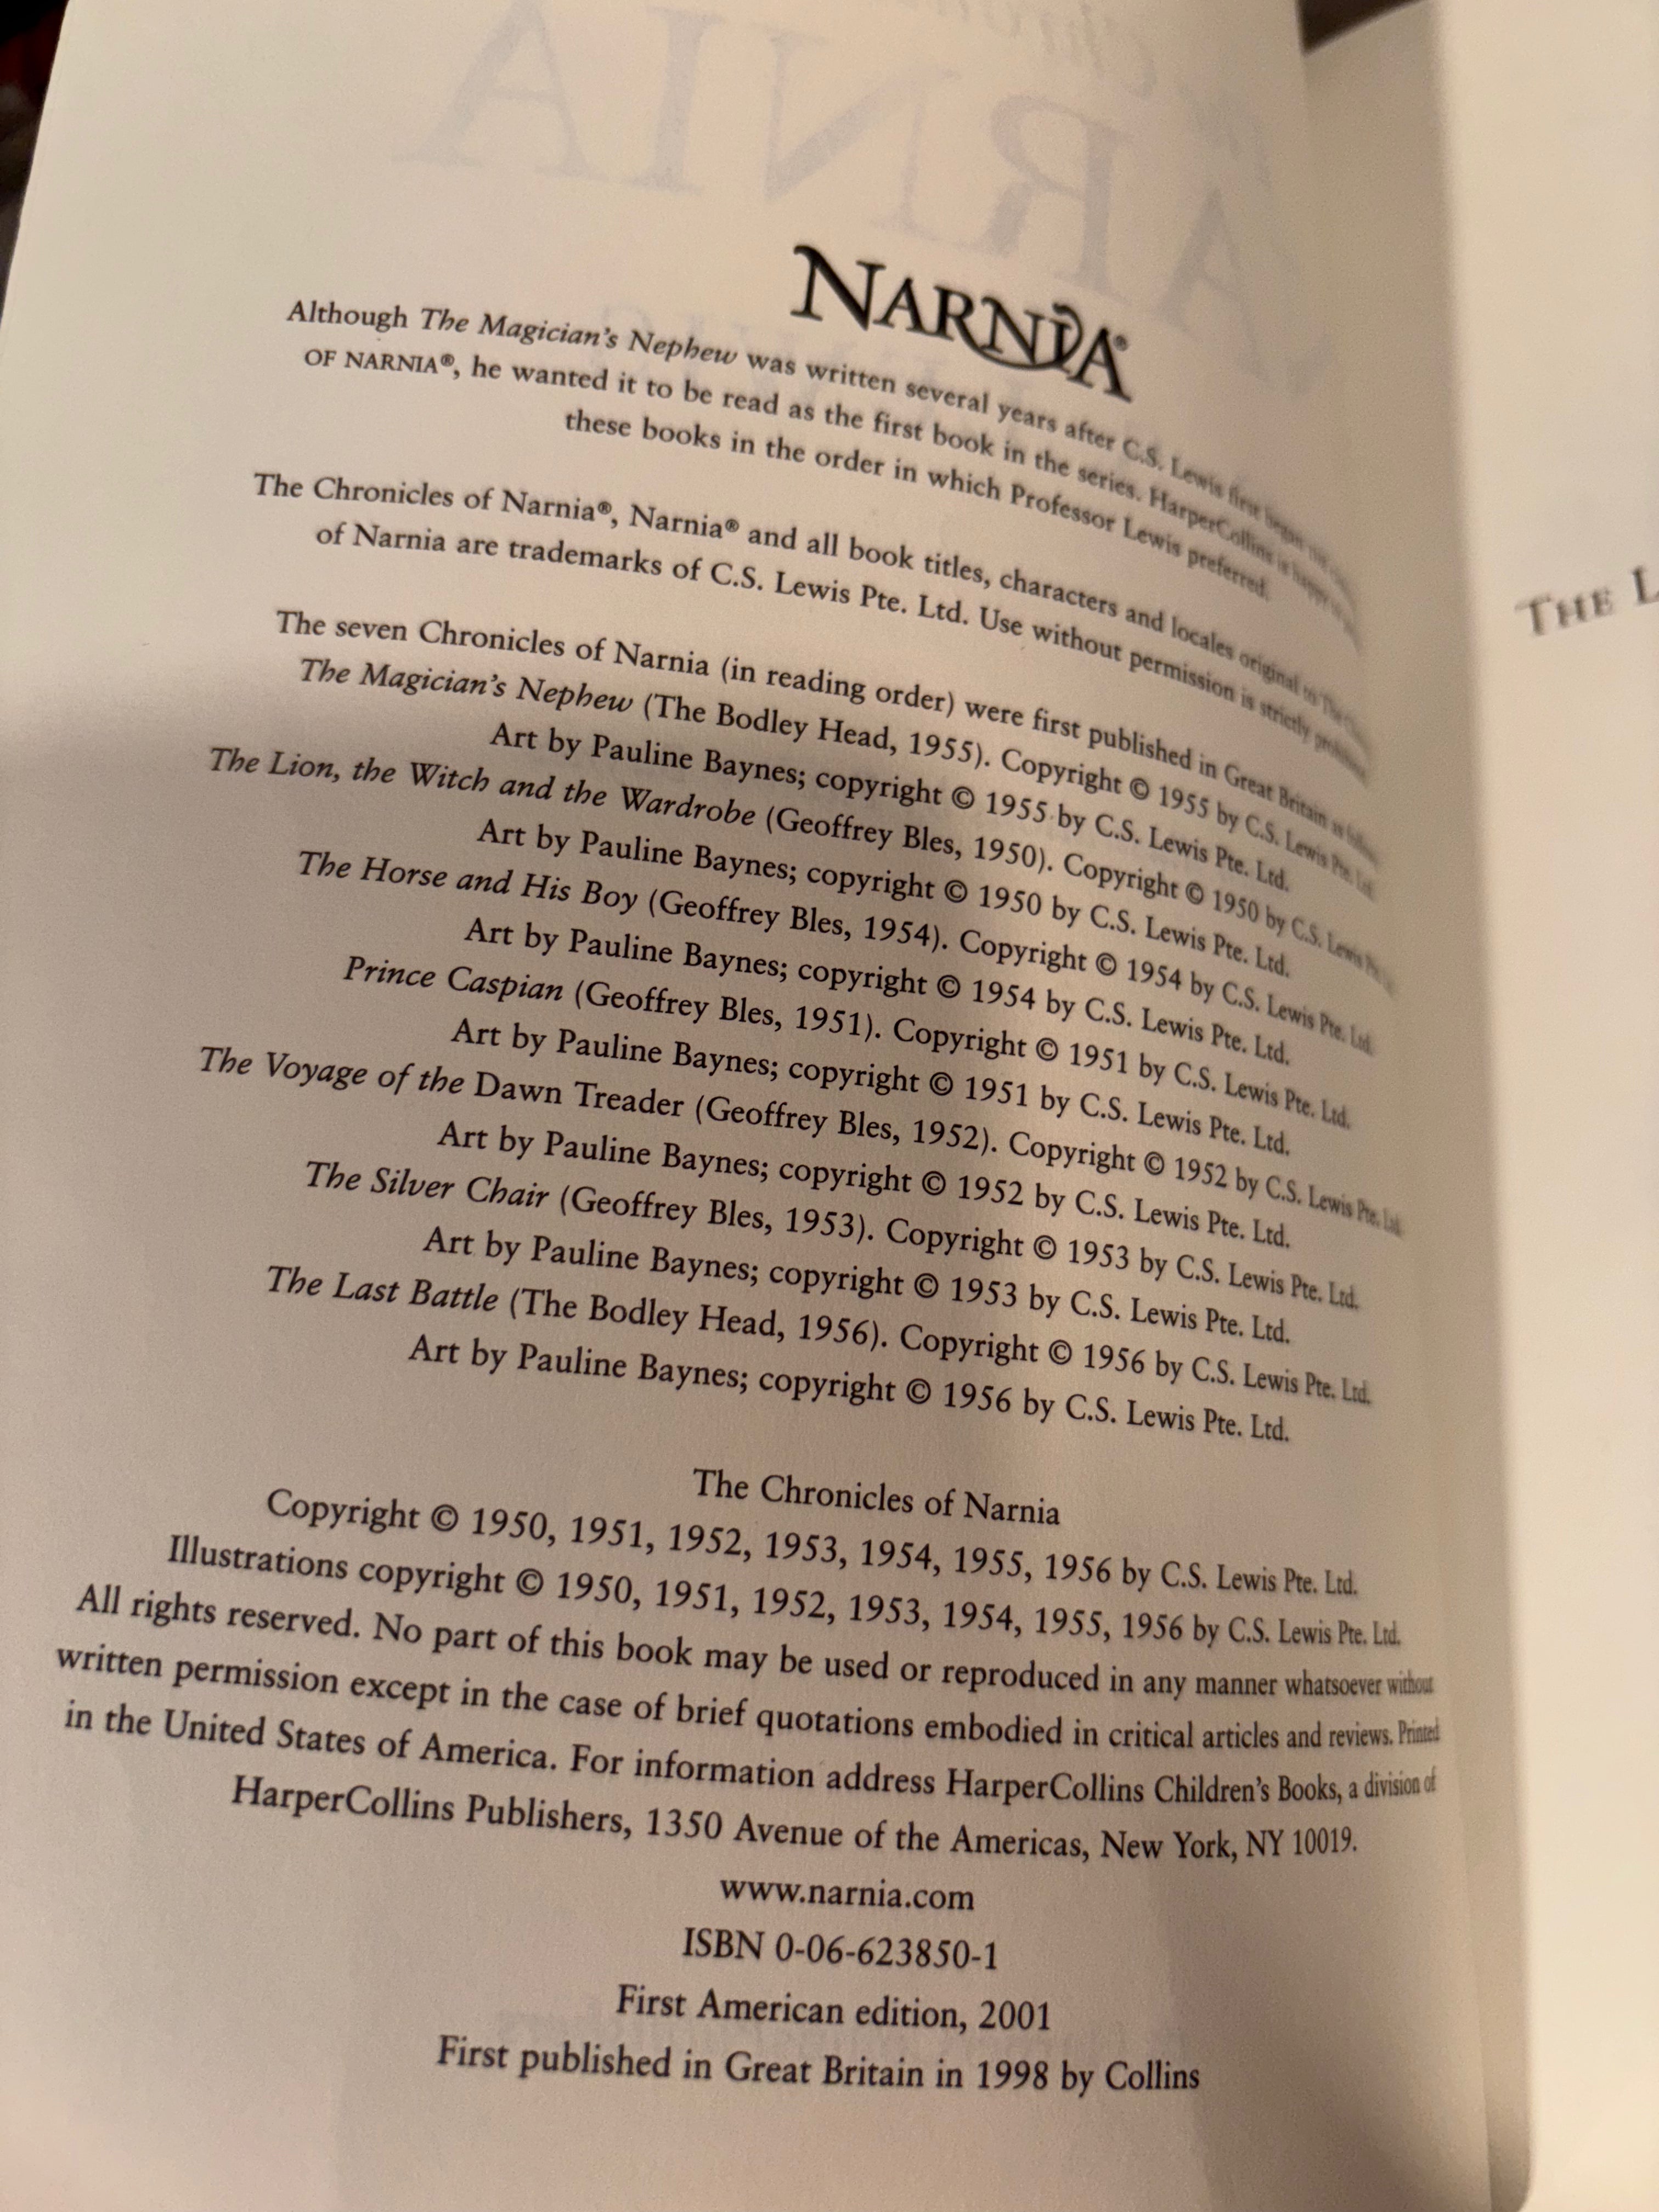 NARNIA®
Although The Magician's Nephew was written several years after C.S. Lewis first began
OF NARNIA®, he wanted it to be read as the first book in the series. HarperCollins is happy
these books in the order in which Professor Lewis preferred.
The Chronicles of Narnia®, Narnia® and all book titles, characters and locales original to The
of Narnia are trademarks of C.S. Lewis Pte. Ltd. Use without permission is strictly
The seven Chronicles of Narnia (in reading order) were first published in Great Britain as
The Magician's Nephew (The Bodley Head, 1955). Copyright © 1955 by C.S. Lewis Pte. Ltd.
Art by Pauline Baynes; copyright © 1955 by C.S. Lewis Pte. Ltd.
The Lion, the Witch and the Wardrobe (Geoffrey Bles, 1950). Copyright © 1950 by C.S. Lewis
Art by Pauline Baynes; copyright © 1950 by C.S. Lewis Pte. Ltd.
The Horse and His Boy (Geoffrey Bles, 1954). Copyright © 1954 by C.S. Lewis Pte. Ltd.
Art by Pauline Baynes; copyright © 1954 by C.S. Lewis Pte. Ltd.
Prince Caspian (Geoffrey Bles, 1951). Copyright © 1951 by C.S. Lewis Pte. Ltd.
Art by Pauline Baynes; copyright © 1951 by C.S. Lewis Pte. Ltd.
The Voyage of the Dawn Treader (Geoffrey Bles, 1952). Copyright © 1952 by C.S. Lewis Pte. Ltd.
Art by Pauline Baynes; copyright © 1952 by C.S. Lewis Pte. Ltd.
The Silver Chair (Geoffrey Bles, 1953). Copyright © 1953 by C.S. Lewis Pte. Ltd.
Art by Pauline Baynes; copyright © 1953 by C.S. Lewis Pte. Ltd.
The Last Battle (The Bodley Head, 1956). Copyright © 1956 by C.S. Lewis Pte. Ltd.
Art by Pauline Baynes; copyright © 1956 by C.S. Lewis Pte. Ltd.
The Chronicles of Narnia
Copyright © 1950, 1951, 1952, 1953, 1954, 1955, 1956 by C.S. Lewis Pte. Ltd.
Illustrations copyright © 1950, 1951, 1952, 1953, 1954, 1955, 1956 by C.S. Lewis Pte. Ltd.
All rights reserved. No part of this book may be used or reproduced in any manner whatsoever without
written permission except in the case of brief quotations embodied in critical articles and reviews. Printed
in the United States of America. For information address HarperCollins Children's Books, a division of
HarperCollins Publishers, 1350 Avenue of the Americas, New York, NY 10019.
www.narnia.com
ISBN 0-06-623850-1
First American edition, 2001
First published in Great Britain in 1998 by Collins
THE L